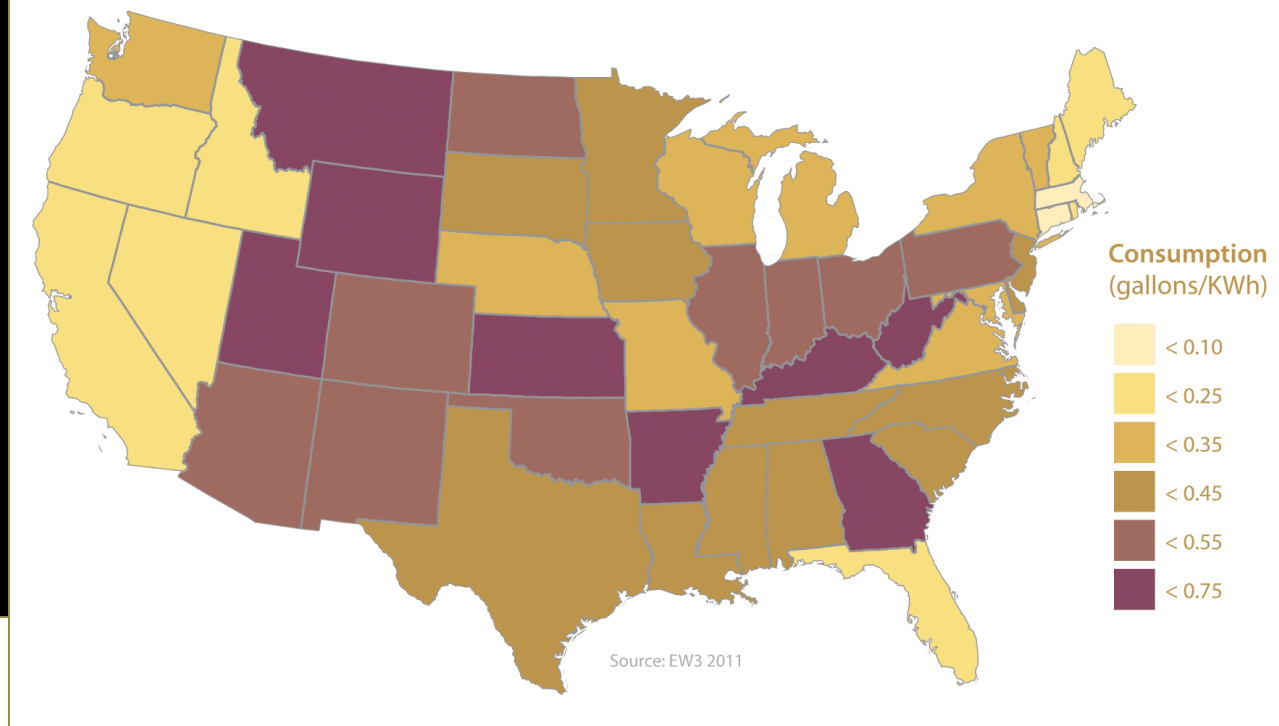 Consumption
(gallons/KWh)
< 0.10
< 0.25
< 0.35
< 0.45
< 0.55
< 0.75
Source: EW3 2011